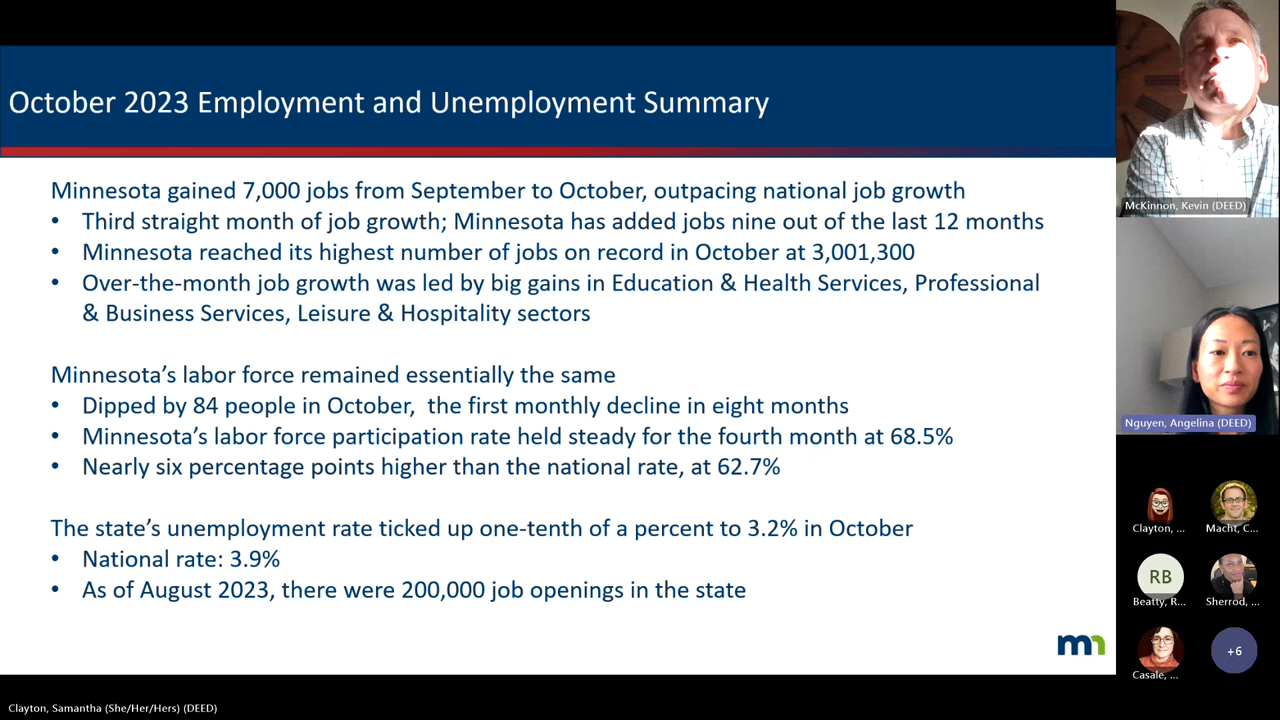 October 2023 Employment and Unemployment Summary
Minnesota gained 7,000 jobs from September to October, outpacing national job growth
• Third straight month of job growth; Minnesota has added jobs nine out of the last 12 months
• Minnesota reached its highest number of jobs on record in October at 3,001,300
• Over-the-month job growth was led by big gains in Education & Health Services, Professional
& Business Services, Leisure & Hospitality sectors
Minnesota’s labor force remained essentially the same
• Dipped by 84 people in October,  the first monthly decline in eight months
• Minnesota’s labor force participation rate held steady for the fourth month at 68.5%
• Nearly six percentage points higher than the national rate, at 62.7%
The state’s unemployment rate ticked up one-tenth of a percent to 3.2% in October
• National rate: 3.9%
• As of August 2023, there were 200,000 job openings in the state
mn
Clayton, Samantha (She/Her/Hers) (DEED)
McKinnon, Kevin (DEED)
Nguyen, Angelina (DEED)
Clayton, ...
Macht, C...
RB
Beatty, R...
Sherrod, ...
Casale, ...
+6